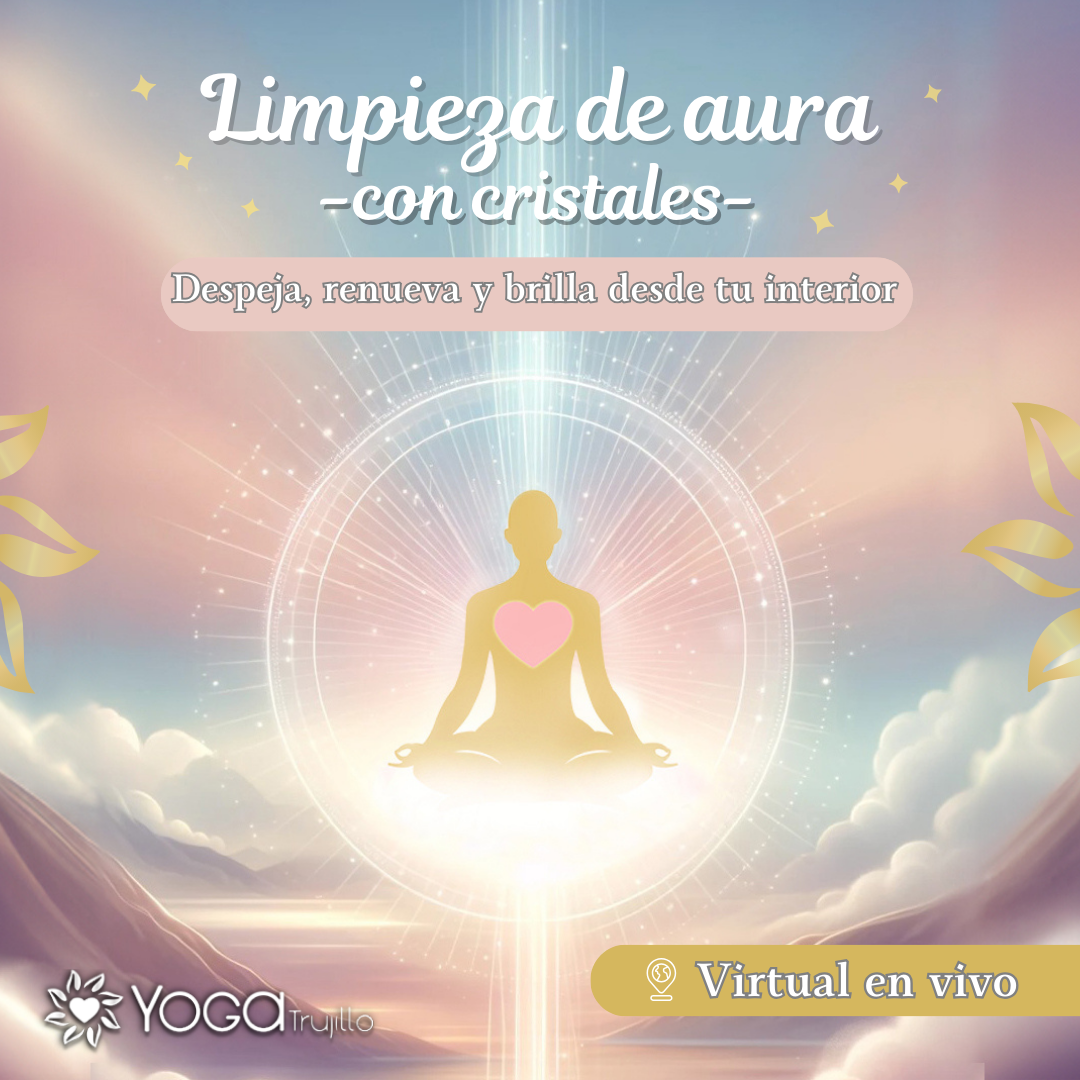 Limpieza de aura
-con cristales-
Despeja, renueva y brilla desde tu interior
Virtual en vivo
YOGA Trujillo